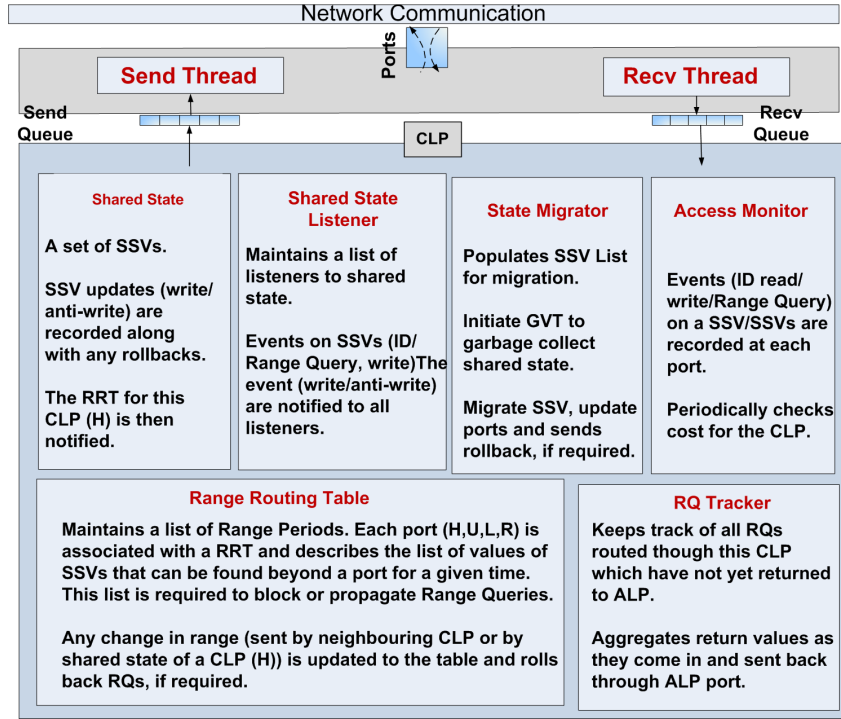 Network Communication
Ports
Send Thread
Recv Thread
Send
Queue
Recv
Queue
CLP
Shared State
A set of SSVs.
SSV updates (write/
anti-write) are
recorded along
with any rollbacks.
The RRT for this
CLP (H) is then
notified.
Shared State
Listener
Maintains a list of
listeners to shared
state.
Events on SSVs (ID/
Range Query, write)The
event (write/anti-write)
are notified to all
listeners.
State Migrator
Populates SSV List
for migration.
Initiate GVT to
garbage collect
shared state.
Migrate SSV, update
ports and sends
rollback, if required.
Access Monitor
Events (ID read/
write/Range Query)
on a SSV/SSVs are
recorded at each
port.
Periodically checks
cost for the CLP.
Range Routing Table
Maintains a list of Range Periods. Each port (H,U,L,R) is
associated with a RRT and describes the list of values of
SSVs that can be found beyond a port for a given time.
This list is required to block or propagate Range Queries.
Any change in range (sent by neighbouring CLP or by
shared state of a CLP (H)) is updated to the table and rolls
back RQs, if required.
RQ Tracker
Keeps track of all RQs
routed though this CLP
which have not yet returned
to ALP.
Aggregates return values as
they come in and sent back
through ALP port.